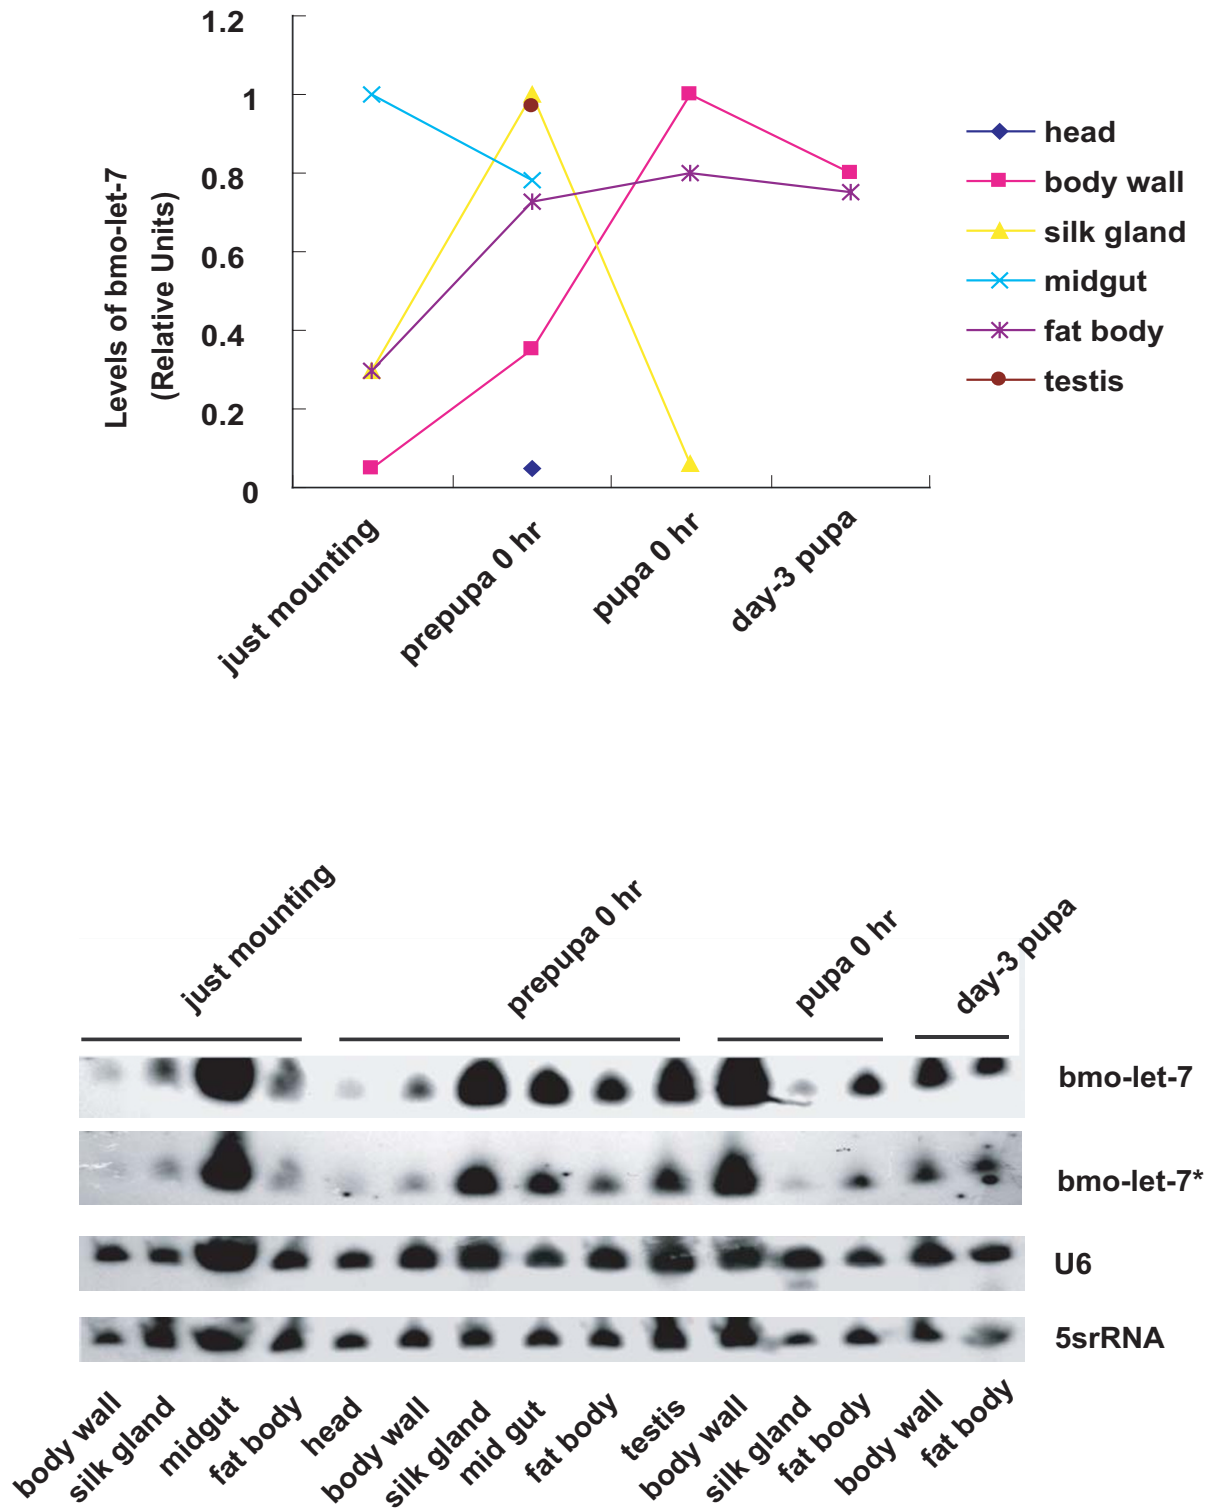 1.2
1
0.8
0.6
0.4
0.2
0
Levels of bmo-let-7
(Relative Units)
head
body wall
silk gland
midgut
fat body
testis
just mounting
prepupa 0 hr
pupa 0 hr
day-3 pupa
just mounting
prepupa 0 hr
pupa 0 hr
day-3 pupa
bmo-let-7
bmo-let-7*
U6
5srRNA
body wall
silk gland
midgut
fat body
head
body wall
silk gland
mid gut
fat body
testis
body wall
silk gland
fat body
body wall
fat body